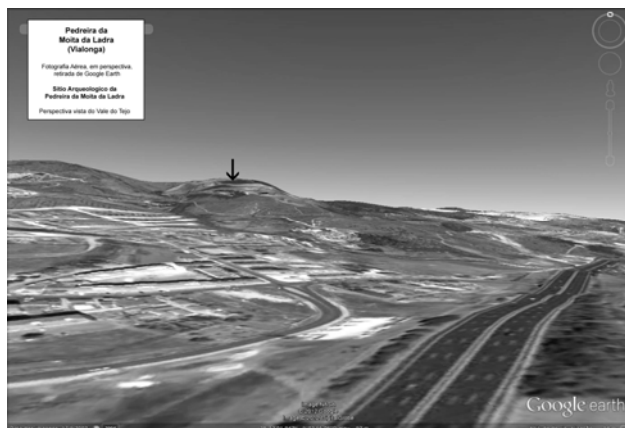 Pedreira da
Moita da Ladra
(Vialonga)
Fotografia Aérea, em perspectiva,
retirada de Google Earth
Sítio Arqueologico da
Pedreira da Moita da Ladra
Perspectiva vista do Vale do Tejo
Google earth